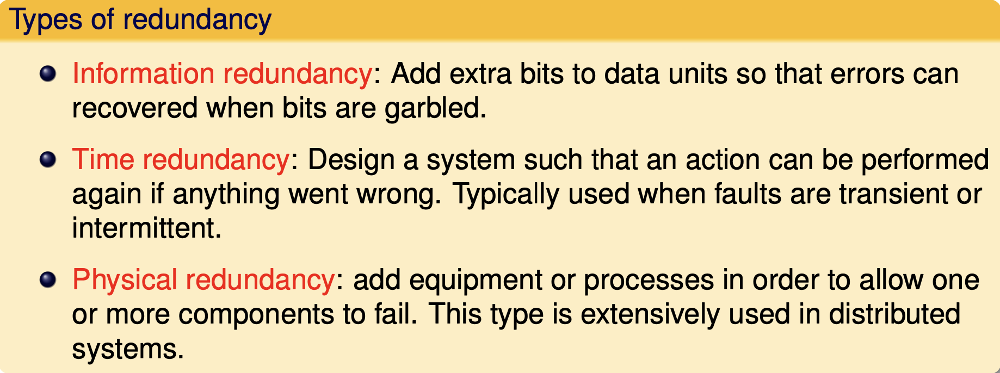 Types of redundancy
Information redundancy: Add extra bits to data units so that errors can
recovered when bits are garbled.
Time redundancy: Design a system such that an action can be performed
again if anything went wrong. Typically used when faults are transient or
intermittent.
Physical redundancy: add equipment or processes in order to allow one
or more components to fail. This type is extensively used in distributed
systems.